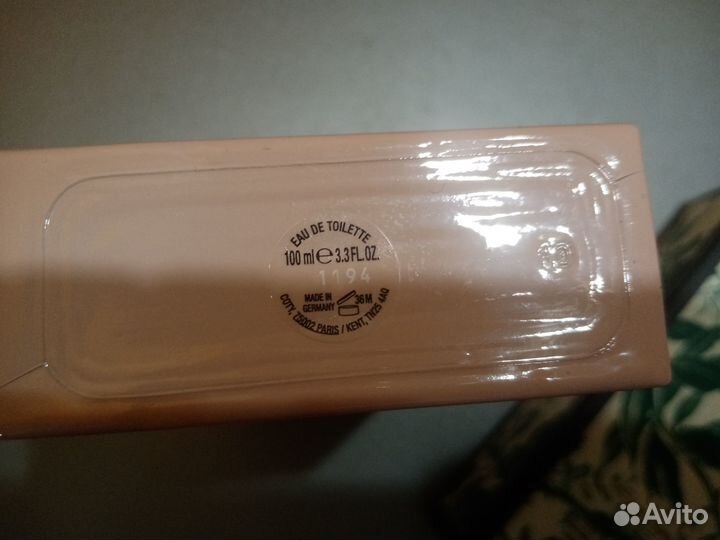 EAU DE TOILETTE
100 ml e 3.3 FL.OZ.
1194
MADE IN
GERMANY
36 M
COTY, 75002 PARIS / KENT, TN25 4AQ
Avito